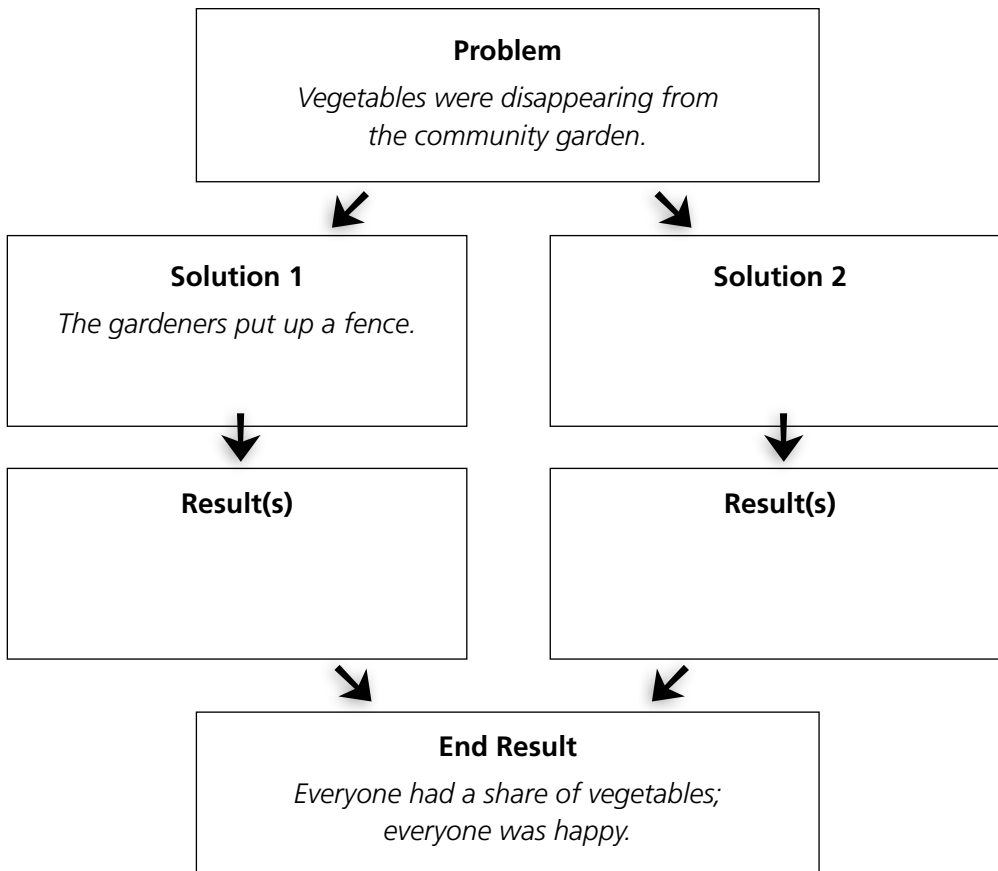 Problem
Vegetables were disappearing from
the community garden.
Solution 1
The gardeners put up a fence.
Solution 2
Result(s)
Result(s)
End Result
Everyone had a share of vegetables;
everyone was happy.